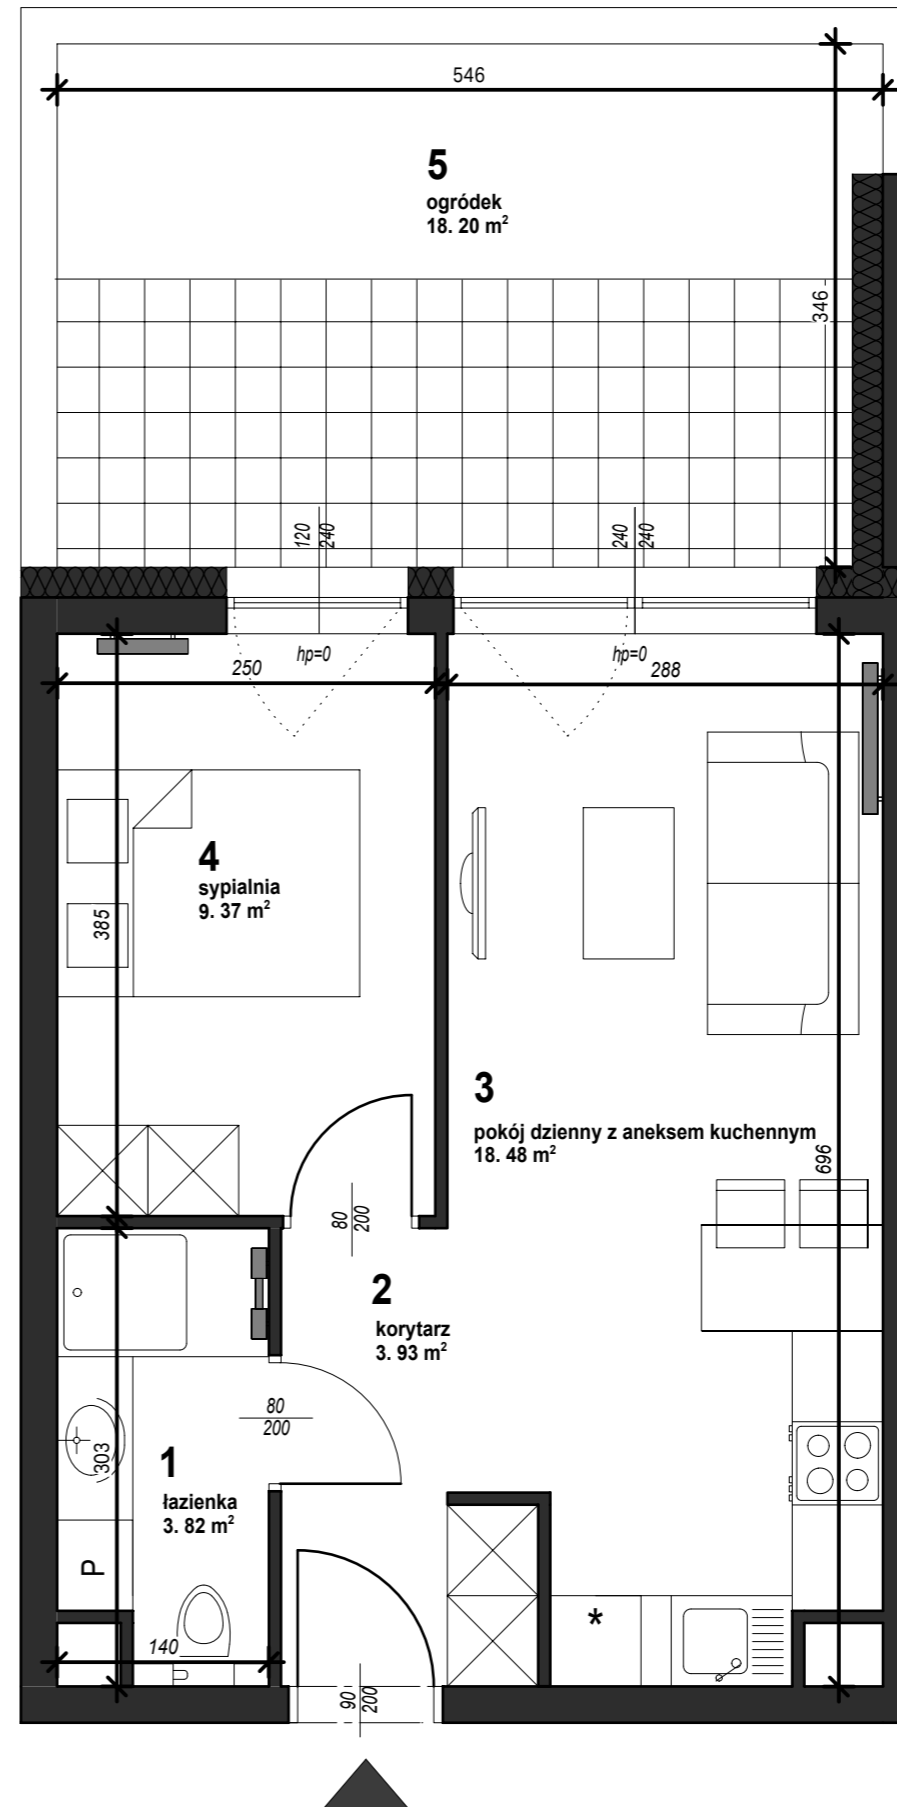 546
5
ogródek
18. 20 m²
346
120
240
240
240
hp=0
hp=0
250
288
4
sypialnia
9. 37 m²
385
3
pokój dzienny z aneksem kuchennym
18. 48 m²
696
80
200
2
korytarz
3. 93 m²
80
200
303
1
łazienka
3. 82 m²
P
*
140
90
200